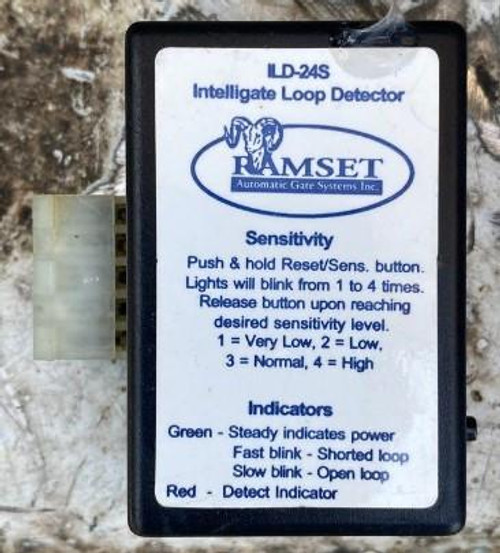 ILD-24S
Intelligate Loop Detector
RAMSET
Automatic Gate Systems Inc.
Sensitivity
Push & hold Reset/Sens. button.
Lights will blink from 1 to 4 times.
Release button upon reaching
desired sensitivity level.
1 = Very Low, 2 = Low,
3 = Normal, 4 = High
Indicators
Green - Steady indicates power
Fast blink - Shorted loop
Slow blink - Open loop
Red - Detect Indicator